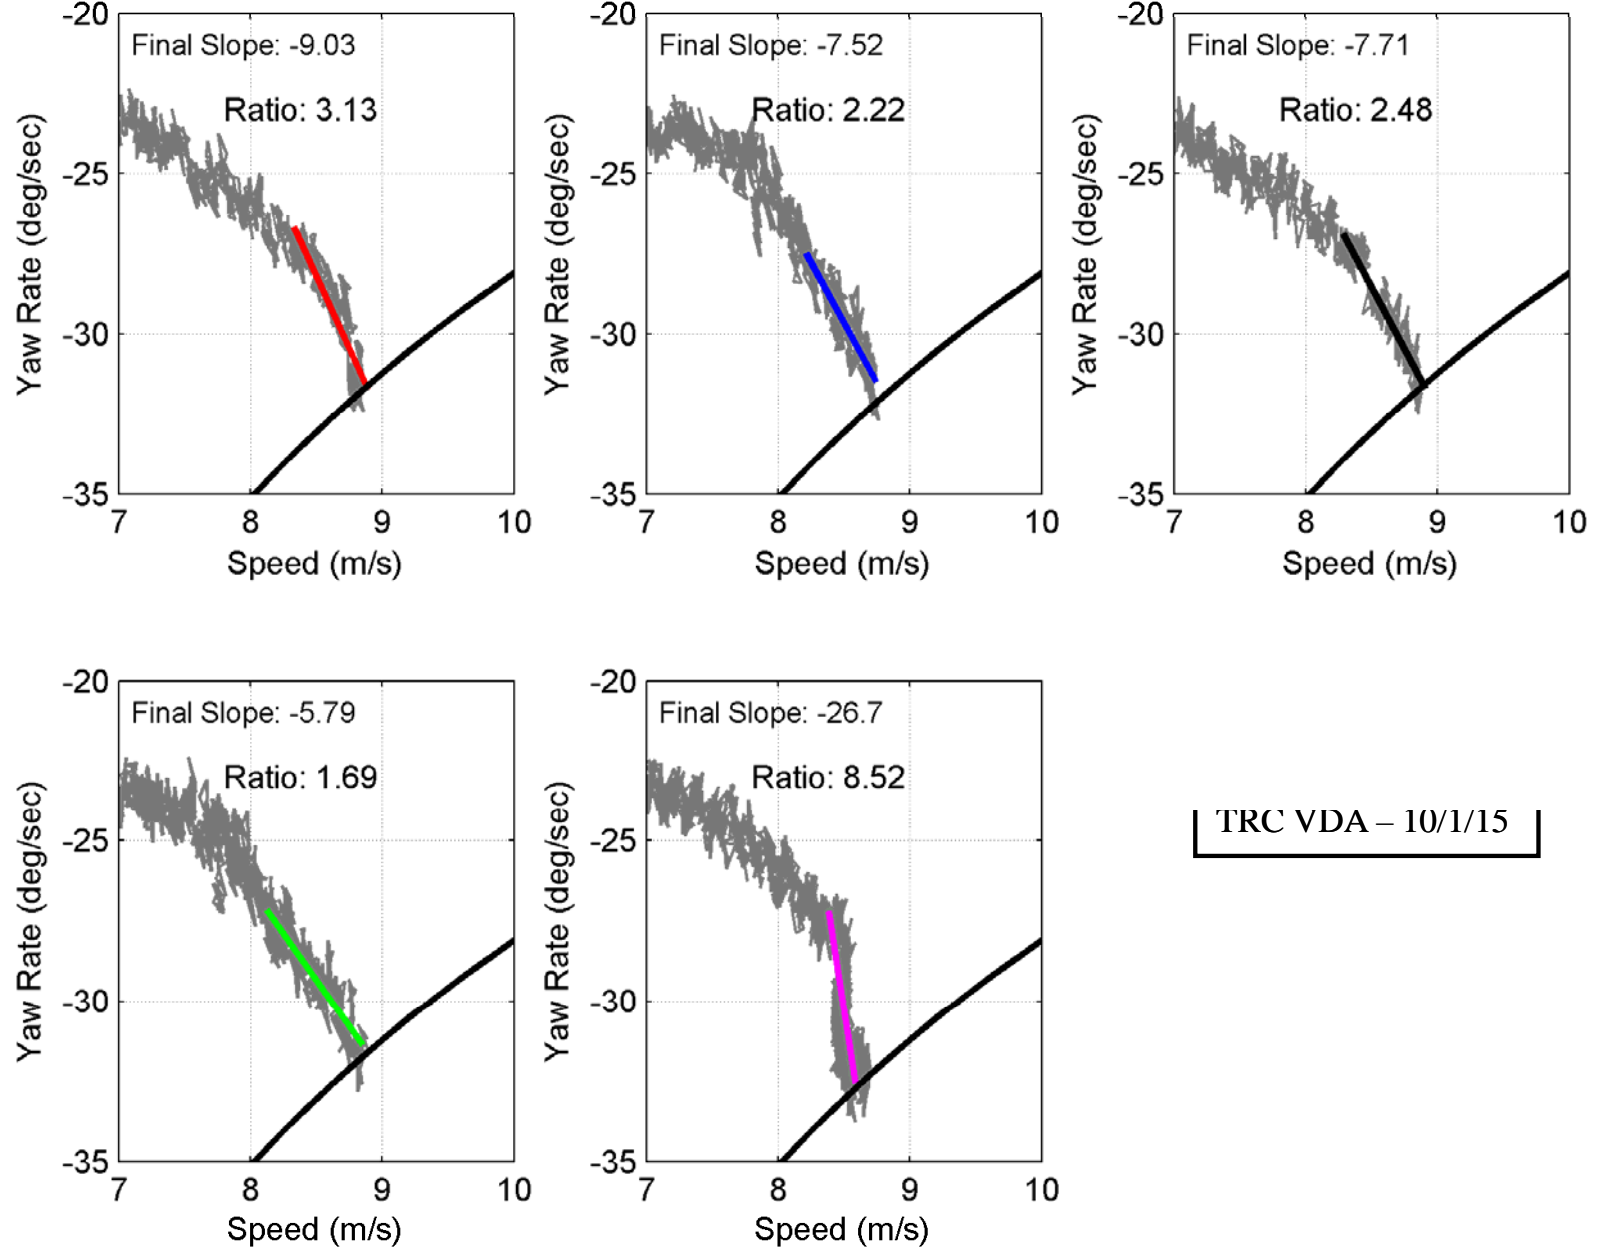 -20
-25
-30
-35
Yaw Rate (deg/sec)
Final Slope: -9.03
Ratio: 3.13
7 8 9 10
Speed (m/s)
-20
-25
-30
-35
Yaw Rate (deg/sec)
Final Slope: -7.52
Ratio: 2.22
7 8 9 10
Speed (m/s)
-20
-25
-30
-35
Yaw Rate (deg/sec)
Final Slope: -7.71
Ratio: 2.48
7 8 9 10
Speed (m/s)
-20
-25
-30
-35
Yaw Rate (deg/sec)
Final Slope: -5.79
Ratio: 1.69
7 8 9 10
Speed (m/s)
-20
-25
-30
-35
Yaw Rate (deg/sec)
Final Slope: -26.7
Ratio: 8.52
7 8 9 10
Speed (m/s)
TRC VDA – 10/1/15